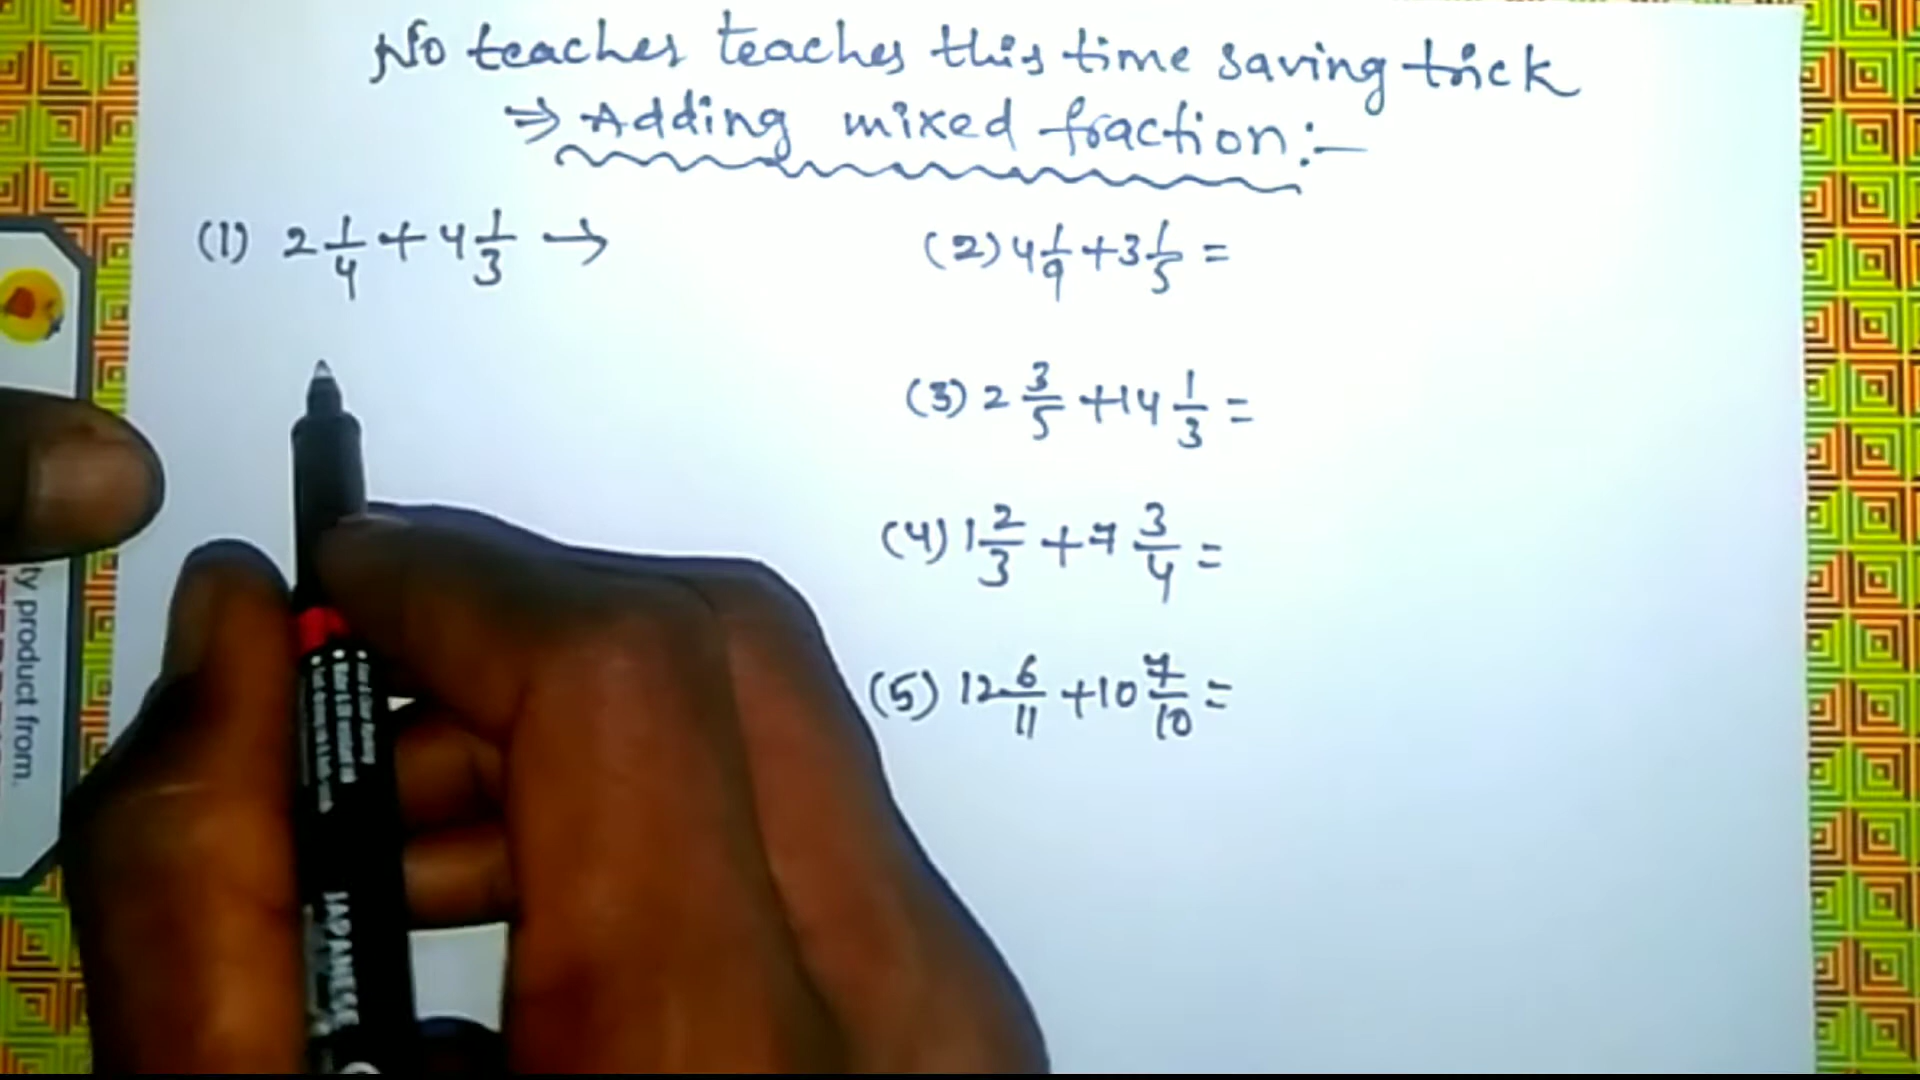 No teacher teaches this time saving trick
⇒ Adding mixed fraction:-
(1) 2 1/4 + 4 1/3 →
(2) 4 1/9 + 3 1/5 =
(3) 2 3/5 + 14 1/3 =
(4) 1 2/3 + 7 3/4 =
(5) 12 6/11 + 10 7/10 =
ty product from.
JAPANESE